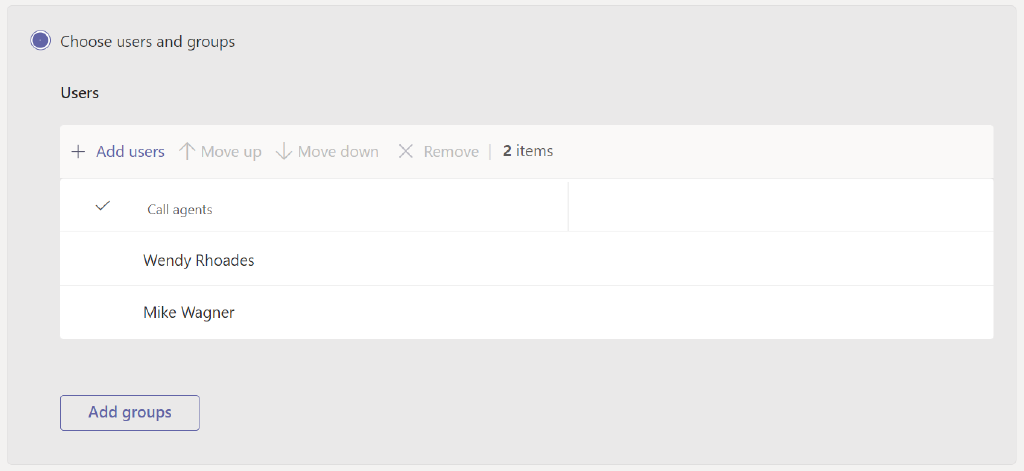 Choose users and groups
Users
Add users Move up Move down Remove | 2 items
Call agents
Wendy Rhoades
Mike Wagner
Add groups